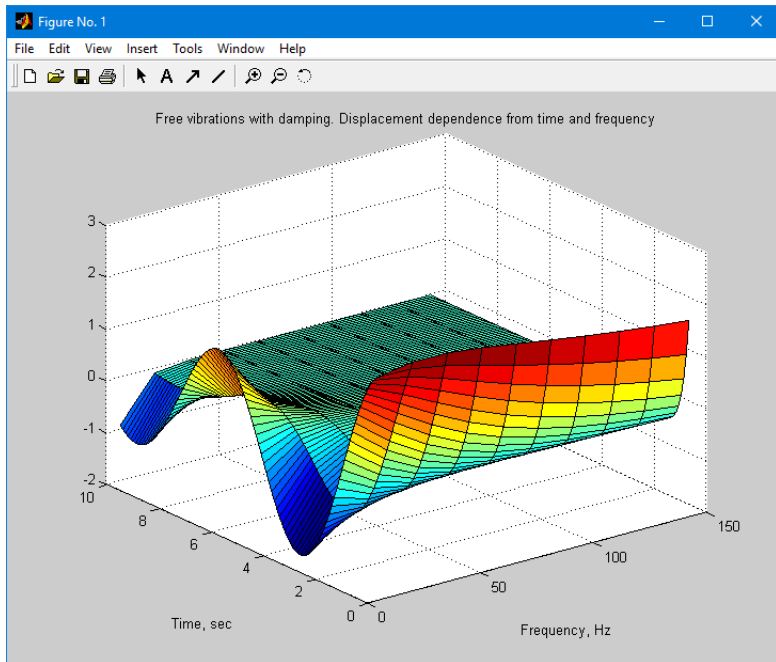 Figure No. 1
File Edit View Insert Tools Window Help
A
Free vibrations with damping. Displacement dependence from time and frequency
3
2
1
0
-1
-2
10
8
6
4
2
0
0
50
100
150
Time, sec
Frequency, Hz